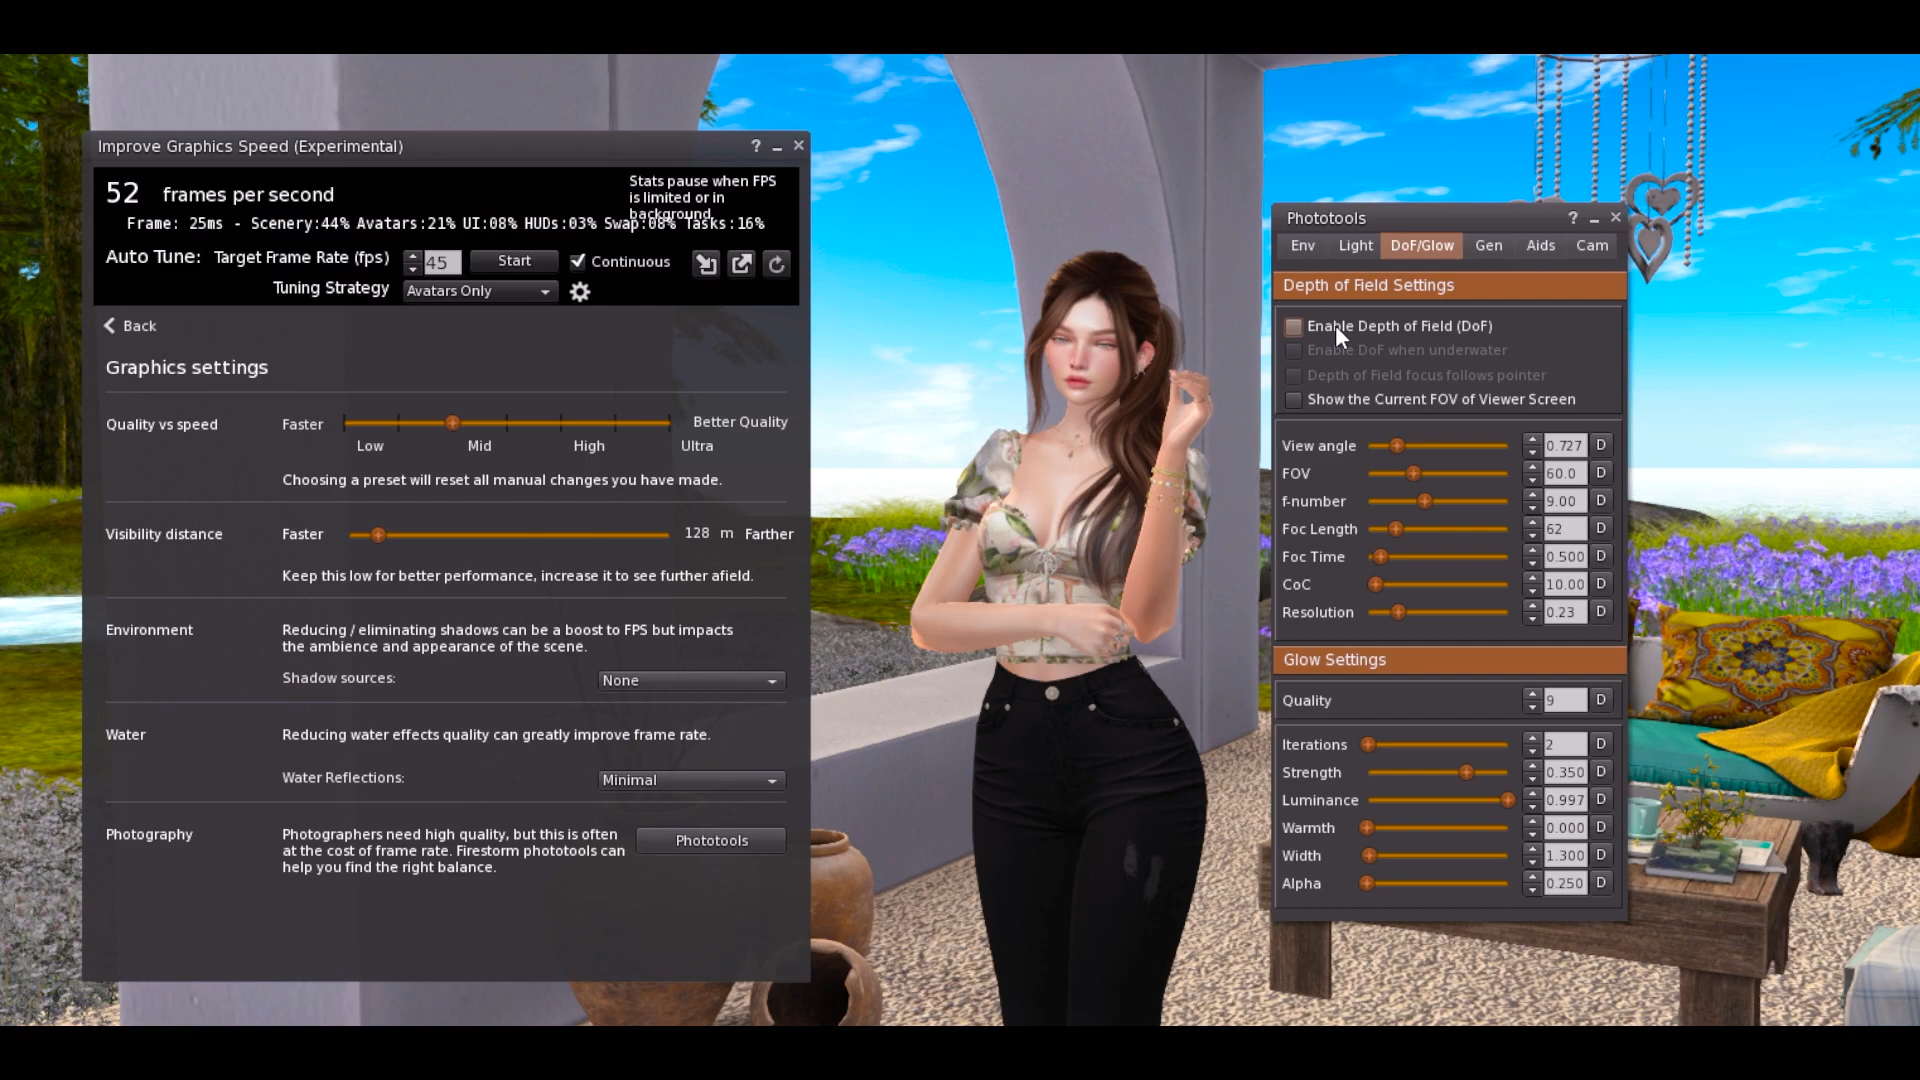 Improve Graphics Speed (Experimental)
?
52 frames per second
Stats pause when FPS
is limited or in
background
Frame: 25ms - Scenery:44% Avatars:21% UI:08% HUDs:03% Swap:08% Tasks:16%
Auto Tune: Target Frame Rate (fps) 45 Start Continuous
Tuning Strategy Avatars Only
Back
Graphics settings
Quality vs speed Faster Better Quality
Low Mid High Ultra
Choosing a preset will reset all manual changes you have made.
Visibility distance Faster 128 m Farther
Keep this low for better performance, increase it to see further afield.
Environment Reducing / eliminating shadows can be a boost to FPS but impacts
the ambience and appearance of the scene.
Shadow sources: None
Water Reducing water effects quality can greatly improve frame rate.
Water Reflections: Minimal
Photography Photographers need high quality, but this is often
at the cost of frame rate. Firestorm phototools can
help you find the right balance.
Phototools
Phototools ?
Env Light DoF/Glow Gen Aids Cam
Depth of Field Settings
Enable Depth of Field (DoF)
Enable DoF when underwater
Depth of Field focus follows pointer
Show the Current FOV of Viewer Screen
View angle 0.727 D
FOV 60.0 D
f-number 9.00 D
Foc Length 62 D
Foc Time 0.500 D
CoC 10.00 D
Resolution 0.23 D
Glow Settings
Quality 9 D
Iterations 2 D
Strength 0.350 D
Luminance 0.997 D
Warmth 0.000 D
Width 1.300 D
Alpha 0.250 D